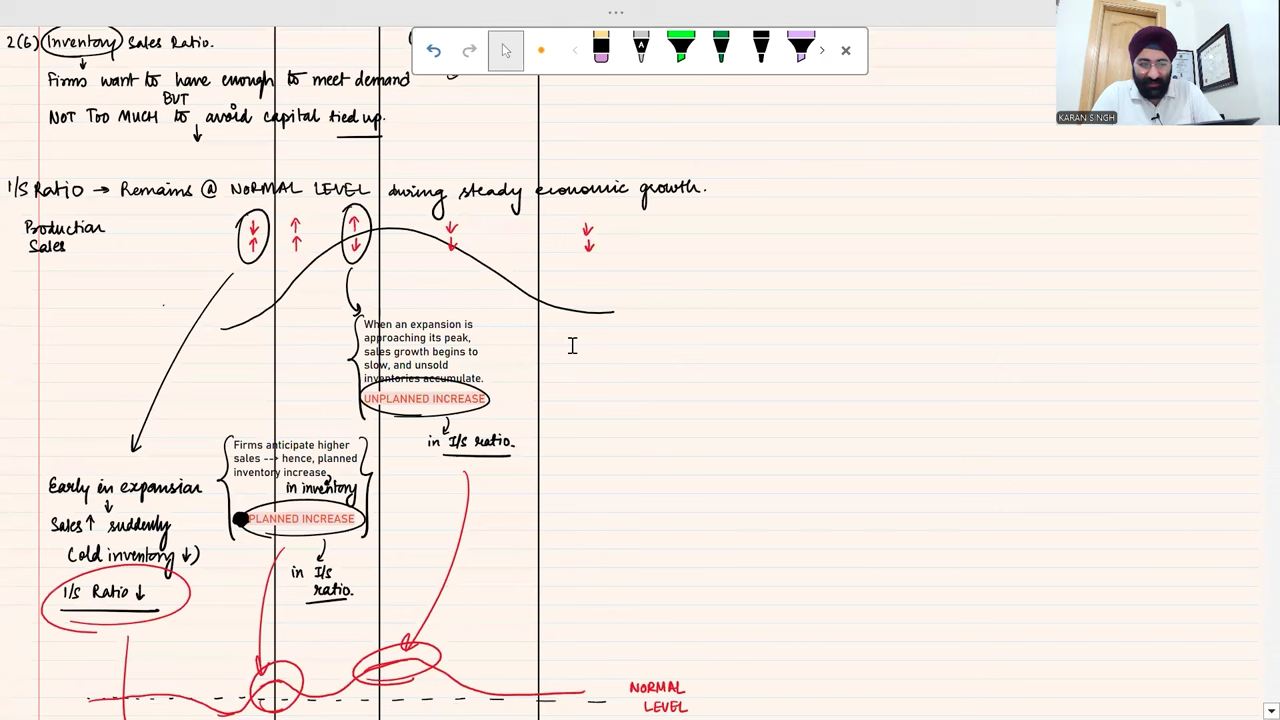 2(6) Inventory Sales Ratio.
Firms want to have enough to meet demand
BUT
NOT TOO MUCH to avoid capital tied up.
I/S Ratio → Remains @ NORMAL LEVEL during steady economic growth.
Production ↓ ↑ ↑ ↓ ↓
Sales ↑ ↑ ↓ ↓ ↓
When an expansion is
approaching its peak,
sales growth begins to
slow, and unsold
inventories accumulate.
UNPLANNED INCREASE
in I/S ratio.
Firms anticipate higher
sales --> hence, planned
inventory increase.
in inventory
PLANNED INCREASE
in I/S
ratio.
Early in expansion
Sales ↑ suddenly
(old inventory ↓)
I/S Ratio ↓
NORMAL
LEVEL
KARAN SINGH
A